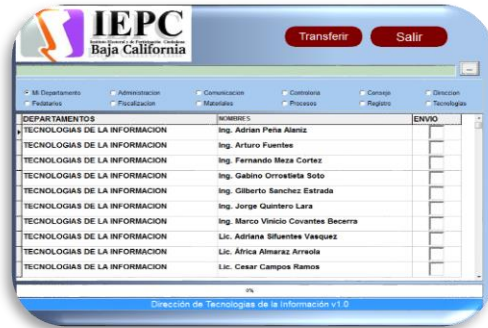 IEPC
Instituto Electoral y de Participación Ciudadana
Baja California
Transferir
Salir
...
Mi Departamento
Administracion
Comunicacion
Controloria
Consejo
Direccion
Fedatarios
Fiscalizacion
Materiales
Procesos
Registro
Tecnologias
DEPARTAMENTOS NOMBRES ENVIO
TECNOLOGIAS DE LA INFORMACION Ing. Adrian Peña Alaniz
TECNOLOGIAS DE LA INFORMACION Ing. Arturo Fuentes
TECNOLOGIAS DE LA INFORMACION Ing. Fernando Meza Cortez
TECNOLOGIAS DE LA INFORMACION Ing. Gabino Orrostieta Soto
TECNOLOGIAS DE LA INFORMACION Ing. Gilberto Sanchez Estrada
TECNOLOGIAS DE LA INFORMACION Ing. Jorge Quintero Lara
TECNOLOGIAS DE LA INFORMACION Ing. Marco Vinicio Covantes Becerra
TECNOLOGIAS DE LA INFORMACION Lic. Adriana Sifuentes Vasquez
TECNOLOGIAS DE LA INFORMACION Lic. África Almaraz Arreola
TECNOLOGIAS DE LA INFORMACION Lic. Cesar Campos Ramos
0%
Dirección de Tecnologías de la Información v1.0